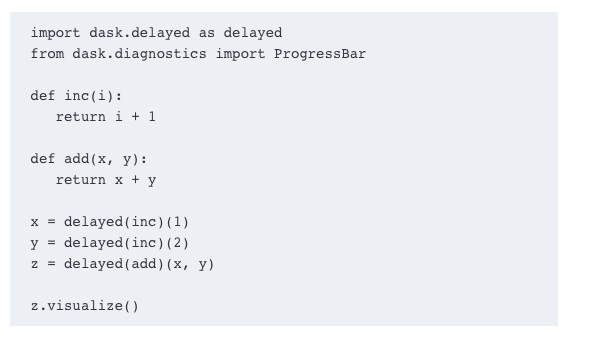 import dask.delayed as delayed
from dask.diagnostics import ProgressBar

def inc(i):
   return i + 1

def add(x, y):
   return x + y

x = delayed(inc)(1)
y = delayed(inc)(2)
z = delayed(add)(x, y)

z.visualize()